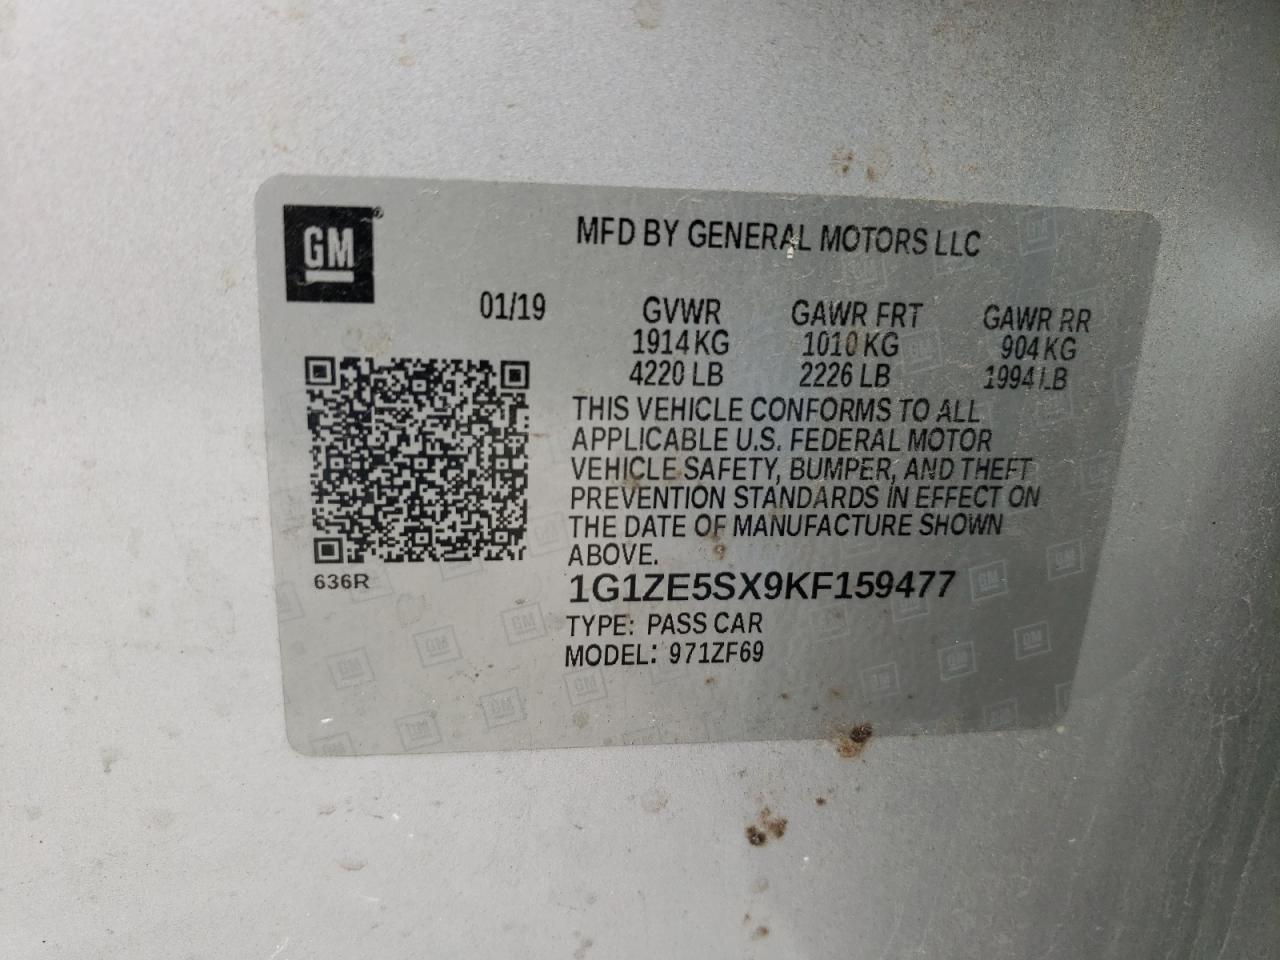 GM
MFD BY GENERAL MOTORS LLC
01/19 GVWR GAWR FRT GAWR RR
1914 KG 1010 KG 904 KG
4220 LB 2226 LB 1994 LB
THIS VEHICLE CONFORMS TO ALL
APPLICABLE U.S. FEDERAL MOTOR
VEHICLE SAFETY, BUMPER, AND THEFT
PREVENTION STANDARDS IN EFFECT ON
THE DATE OF MANUFACTURE SHOWN
ABOVE.
636R
1G1ZE5SX9KF159477
TYPE: PASS CAR
MODEL: 971ZF69